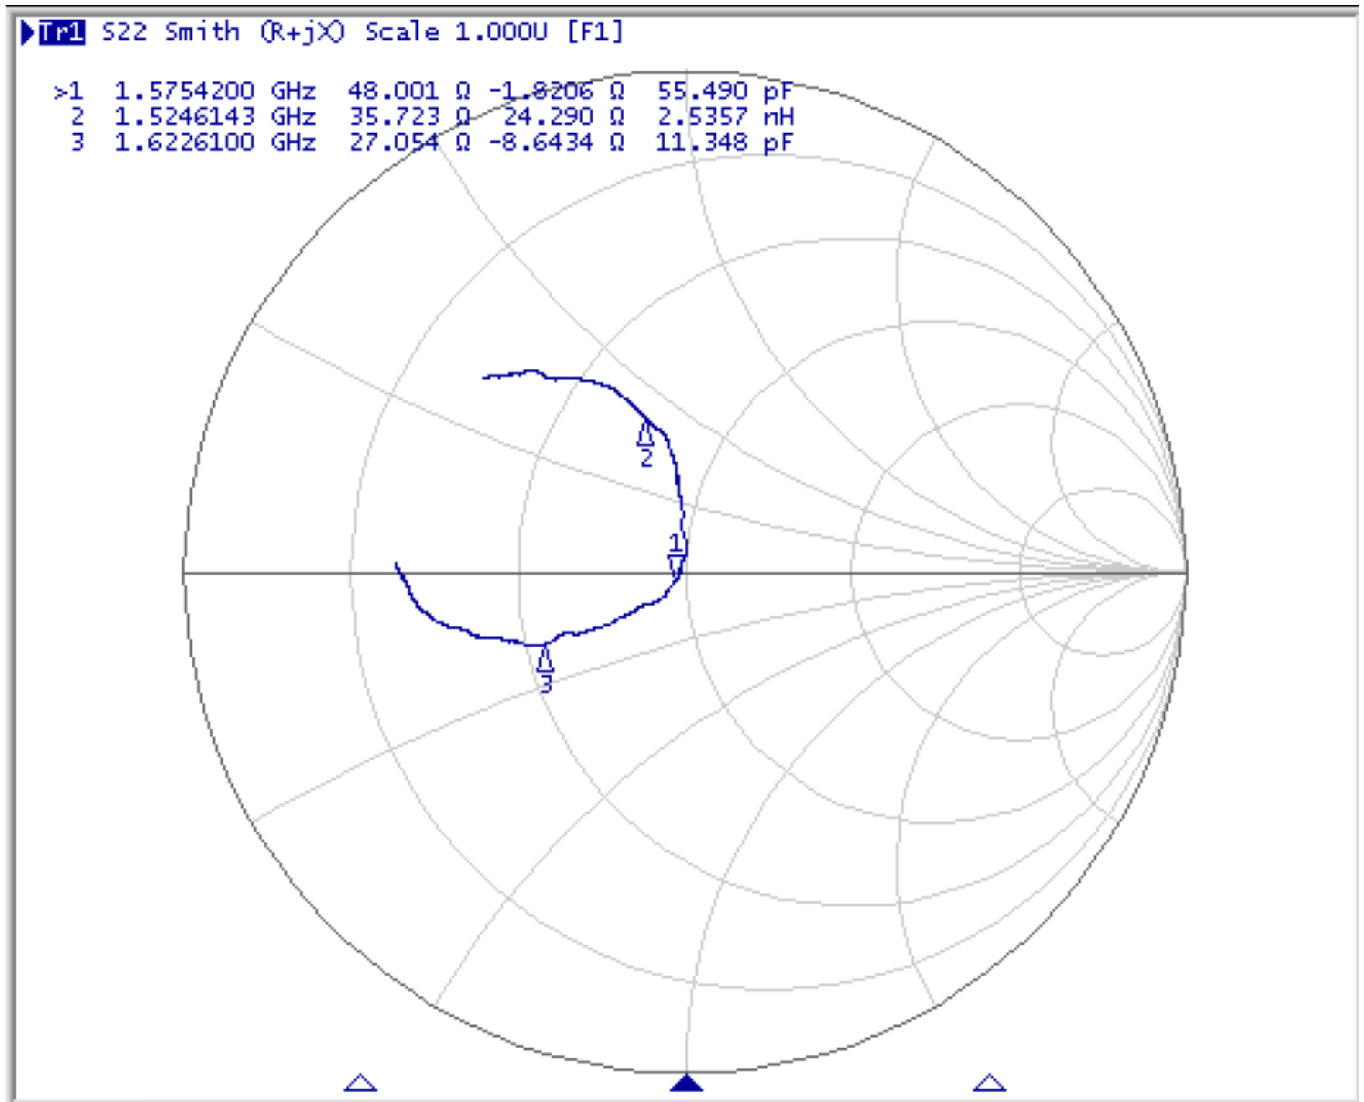 Tr1 S22 Smith (R+jX) Scale 1.000U [F1]
>1 1.5754200 GHz 48.001 Ω -1.8206 Ω 55.490 pF
2 1.5246143 GHz 35.723 Ω 24.290 Ω 2.5357 nH
3 1.6226100 GHz 27.054 Ω -8.6434 Ω 11.348 pF
2
1
3